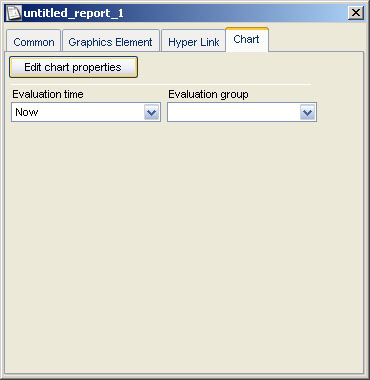 untitled_report_1
Common Graphics Element Hyper Link Chart
Edit chart properties
Evaluation time Evaluation group
Now